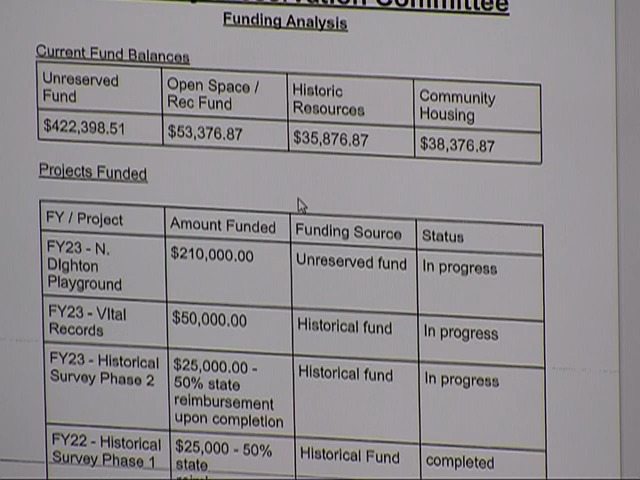 Committee
Funding Analysis
Current Fund Balances
Unreserved Fund
Open Space / Rec Fund
Historic Resources
Community Housing
$422,398.51
$53,376.87
$35,876.87
$38,376.87
Projects Funded
FY / Project
Amount Funded
Funding Source
Status
FY23 - N. DIghton Playground
$210,000.00
Unreserved fund
In progress
FY23 - VItal Records
$50,000.00
Historical fund
In progress
FY23 - Historical Survey Phase 2
$25,000.00 - 50% state reimbursement upon completion
Historical fund
In progress
FY22 - Historical Survey Phase 1
$25,000 - 50% state
Historical Fund
completed